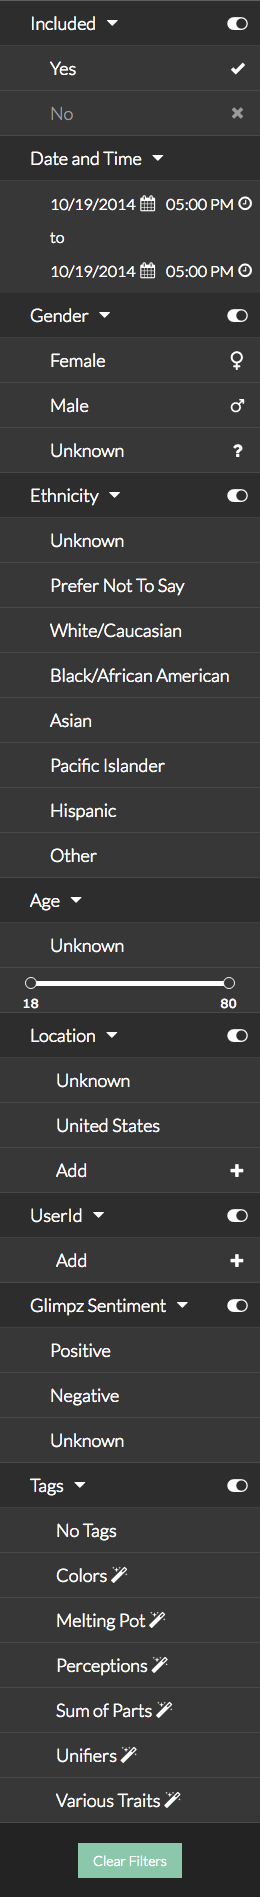 Included
Yes
No
Date and Time
10/19/2014 05:00 PM
to
10/19/2014 05:00 PM
Gender
Female
Male
Unknown ?
Ethnicity
Unknown
Prefer Not To Say
White/Caucasian
Black/African American
Asian
Pacific Islander
Hispanic
Other
Age
Unknown
18 80
Location
Unknown
United States
Add
UserId
Add
Glimpz Sentiment
Positive
Negative
Unknown
Tags
No Tags
Colors
Melting Pot
Perceptions
Sum of Parts
Unifiers
Various Traits
Clear Filters